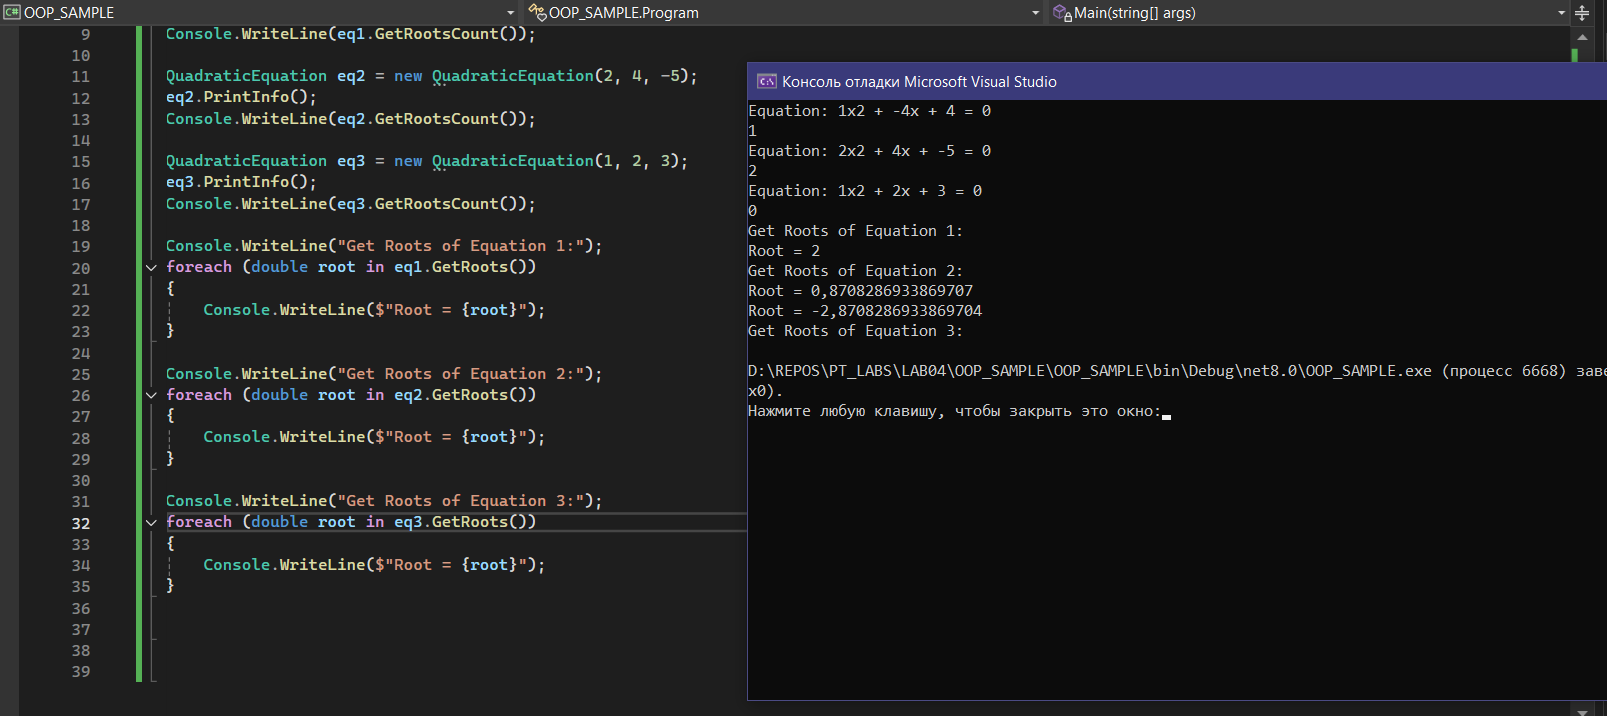 OOP_SAMPLE
OOP_SAMPLE.Program
Main(string[] args)
9 Console.WriteLine(eq1.GetRootsCount());
10
11 QuadraticEquation eq2 = new QuadraticEquation(2, 4, -5);
12 eq2.PrintInfo();
13 Console.WriteLine(eq2.GetRootsCount());
14
15 QuadraticEquation eq3 = new QuadraticEquation(1, 2, 3);
16 eq3.PrintInfo();
17 Console.WriteLine(eq3.GetRootsCount());
18
19 Console.WriteLine("Get Roots of Equation 1:");
20 foreach (double root in eq1.GetRoots())
21 {
22 Console.WriteLine($"Root = {root}");
23 }
24
25 Console.WriteLine("Get Roots of Equation 2:");
26 foreach (double root in eq2.GetRoots())
27 {
28 Console.WriteLine($"Root = {root}");
29 }
30
31 Console.WriteLine("Get Roots of Equation 3:");
32 foreach (double root in eq3.GetRoots())
33 {
34 Console.WriteLine($"Root = {root}");
35 }
36
37
38
39
Консоль отладки Microsoft Visual Studio
Equation: 1x2 + -4x + 4 = 0
1
Equation: 2x2 + 4x + -5 = 0
2
Equation: 1x2 + 2x + 3 = 0
0
Get Roots of Equation 1:
Root = 2
Get Roots of Equation 2:
Root = 0,8708286933869707
Root = -2,8708286933869704
Get Roots of Equation 3:
D:\REPOS\PT_LABS\LAB04\OOP_SAMPLE\OOP_SAMPLE\bin\Debug\net8.0\OOP_SAMPLE.exe (процесс 6668) заве
x0).
Нажмите любую клавишу, чтобы закрыть это окно: